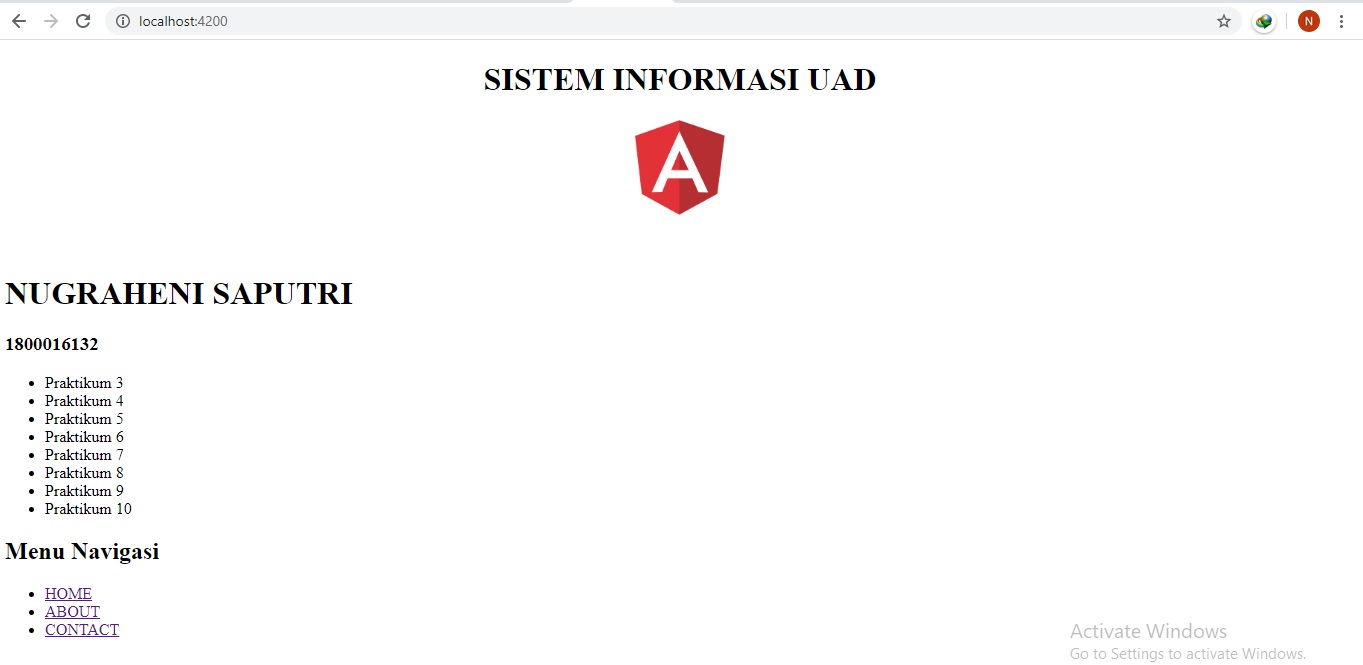 localhost:4200
N
SISTEM INFORMASI UAD
A
NUGRAHENI SAPUTRI
1800016132
Praktikum 3
Praktikum 4
Praktikum 5
Praktikum 6
Praktikum 7
Praktikum 8
Praktikum 9
Praktikum 10
Menu Navigasi
HOME
ABOUT
CONTACT
Activate Windows
Go to Settings to activate Windows.